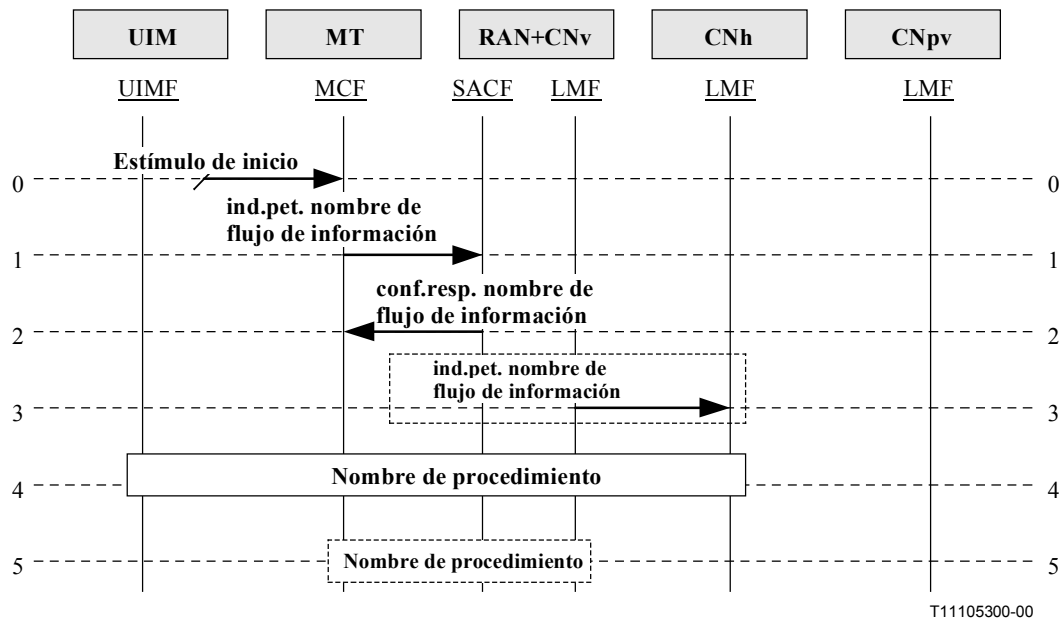 UIM MT RAN+CNv CNh CNpv
UIMF MCF SACF LMF LMF LMF
Estímulo de inicio
0 0
ind.pet. nombre de
flujo de información
1 1
conf.resp. nombre de
flujo de información
2 2
ind.pet. nombre de
flujo de información
3 3
Nombre de procedimiento
4 4
Nombre de procedimiento
5 5
T11105300-00